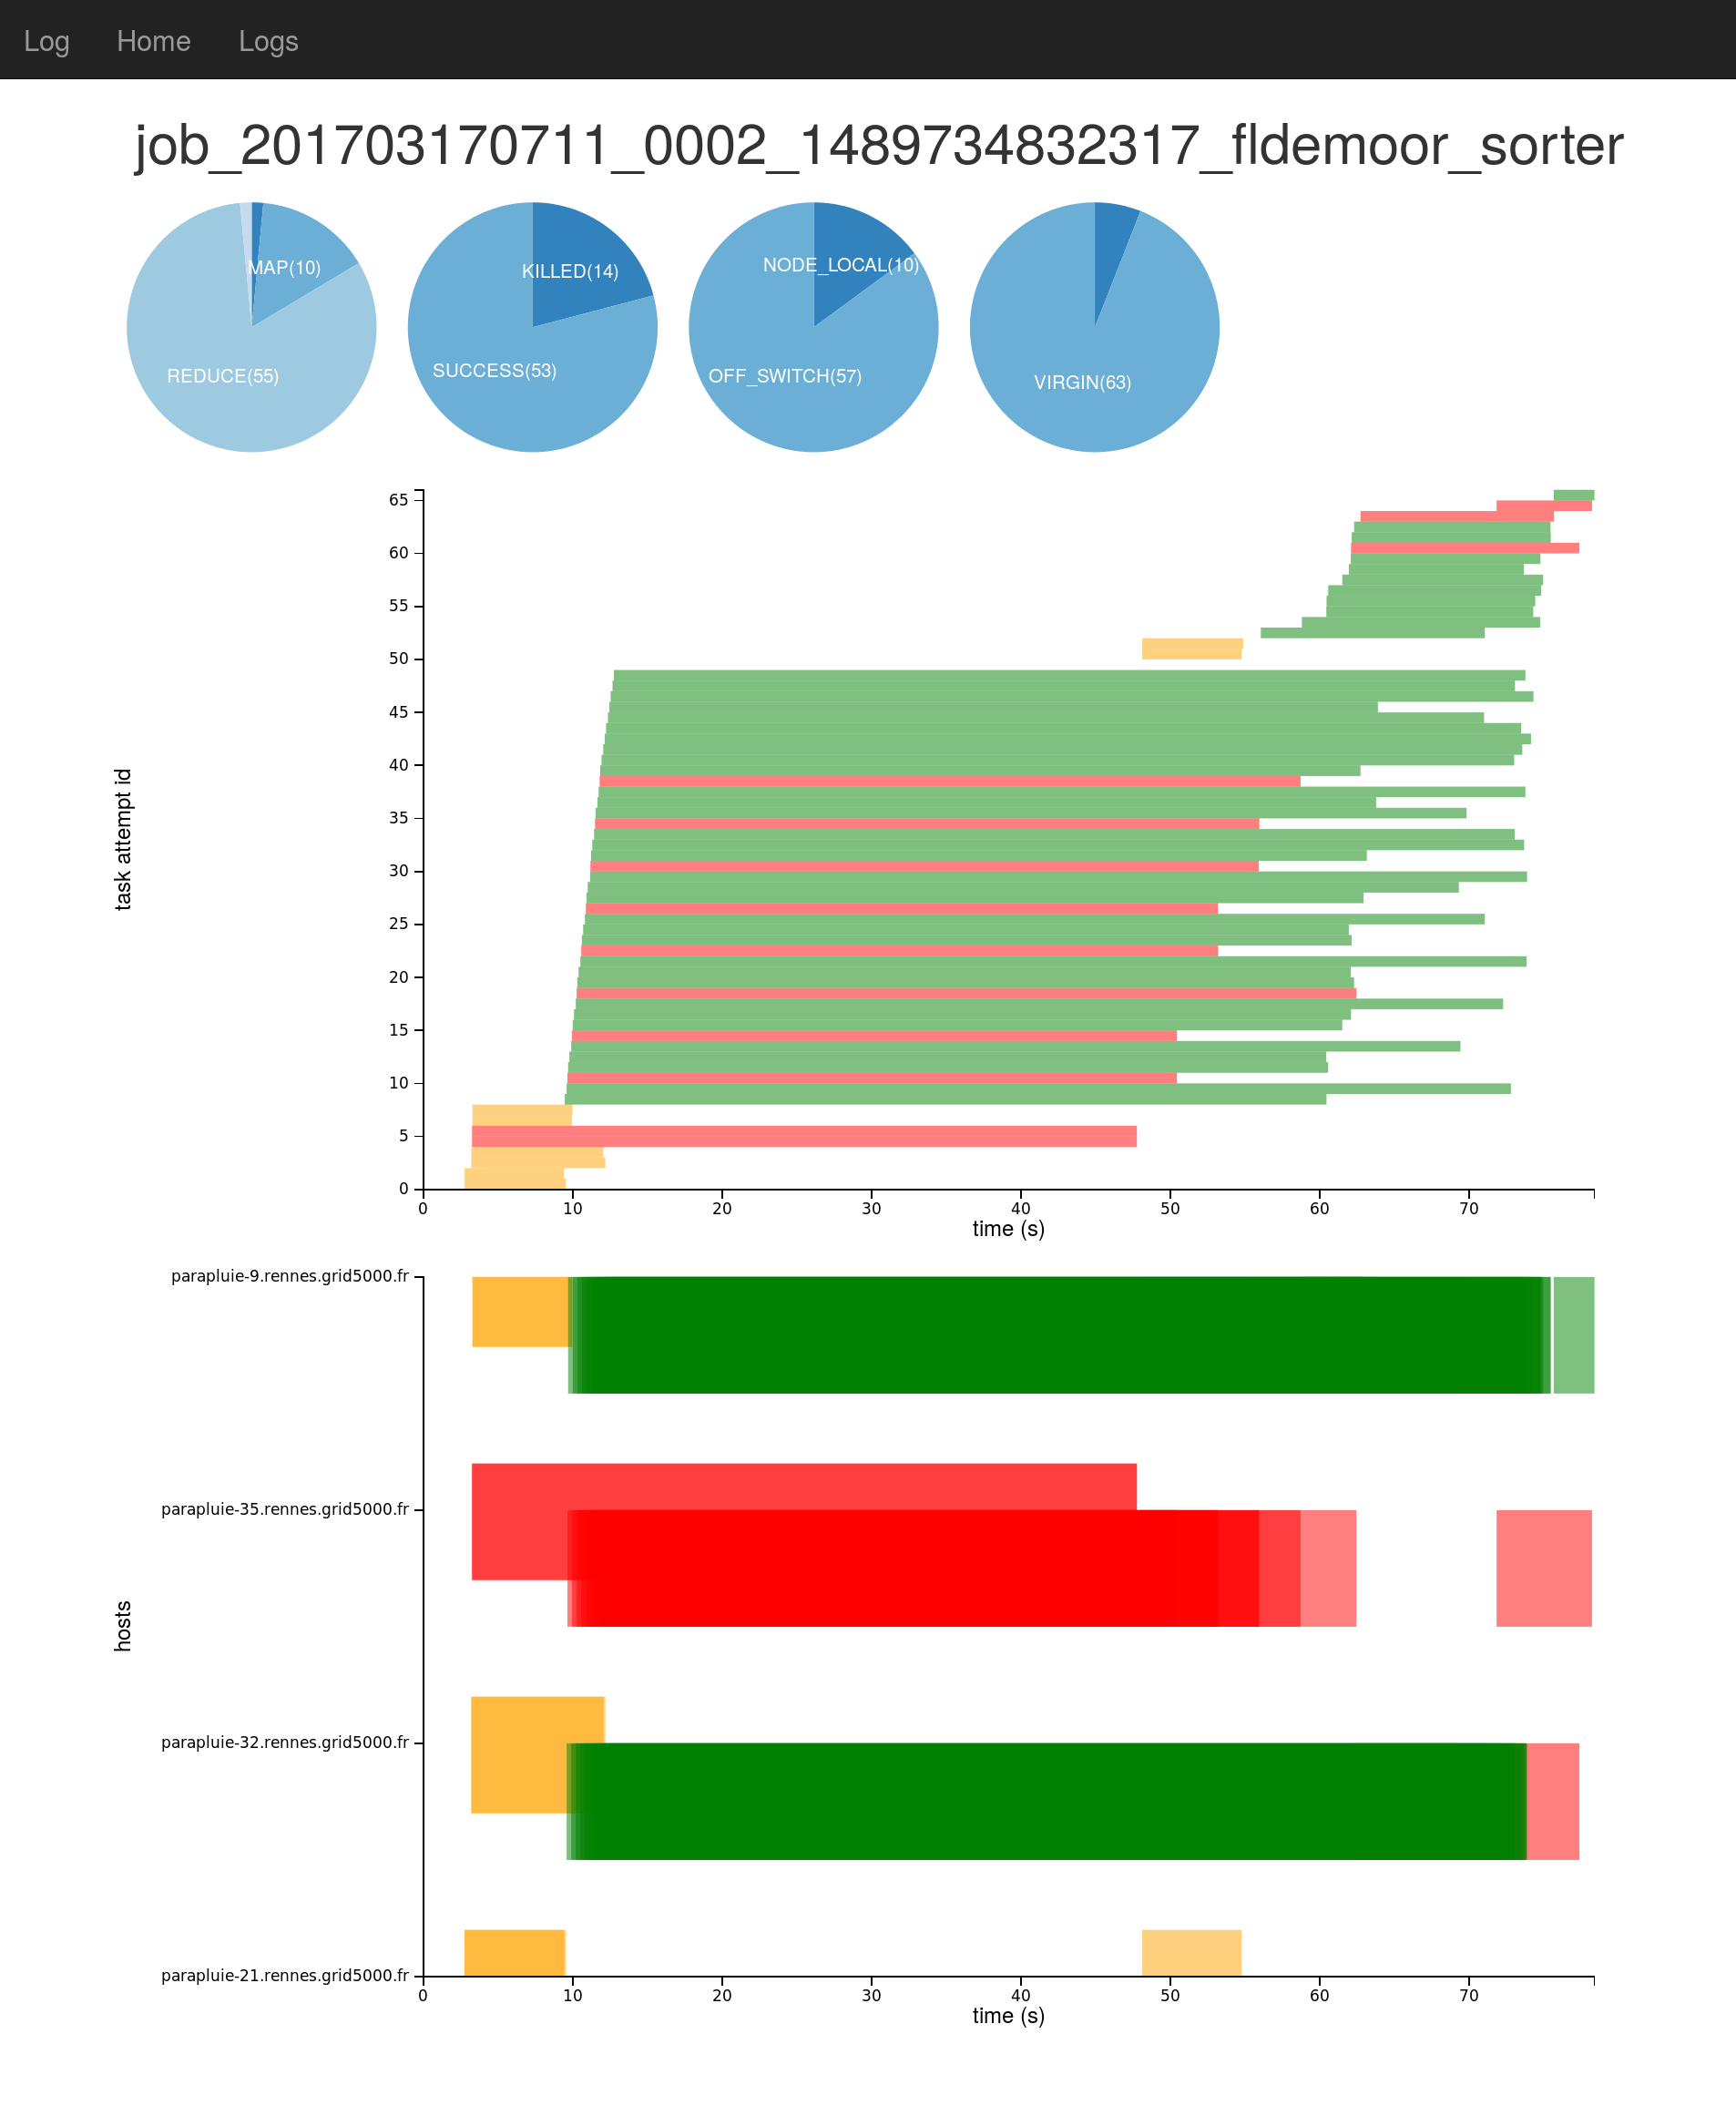 Log Home Logs
job_201703170711_0002_1489734832317_fldemoor_sorter
MAP(10)
REDUCE(55)
KILLED(14)
SUCCESS(53)
NODE_LOCAL(10)
OFF_SWITCH(57)
VIRGIN(63)
task attempt id
65
60
55
50
45
40
35
30
25
20
15
10
5
0
0 10 20 30 40 50 60 70
time (s)
hosts
parapluie-9.rennes.grid5000.fr
parapluie-35.rennes.grid5000.fr
parapluie-32.rennes.grid5000.fr
parapluie-21.rennes.grid5000.fr
0 10 20 30 40 50 60 70
time (s)